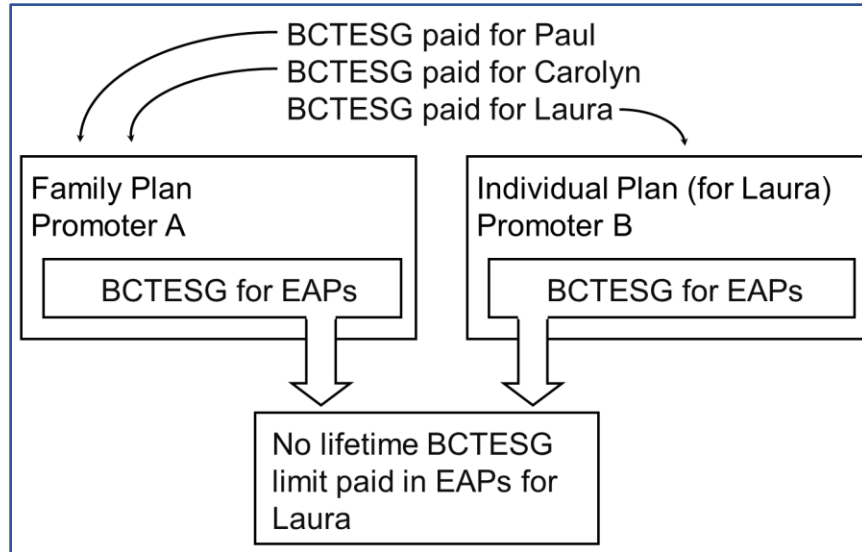 BCTESG paid for Paul
BCTESG paid for Carolyn
BCTESG paid for Laura
Family Plan
Promoter A
BCTESG for EAPs
Individual Plan (for Laura)
Promoter B
BCTESG for EAPs
No lifetime BCTESG
limit paid in EAPs for
Laura